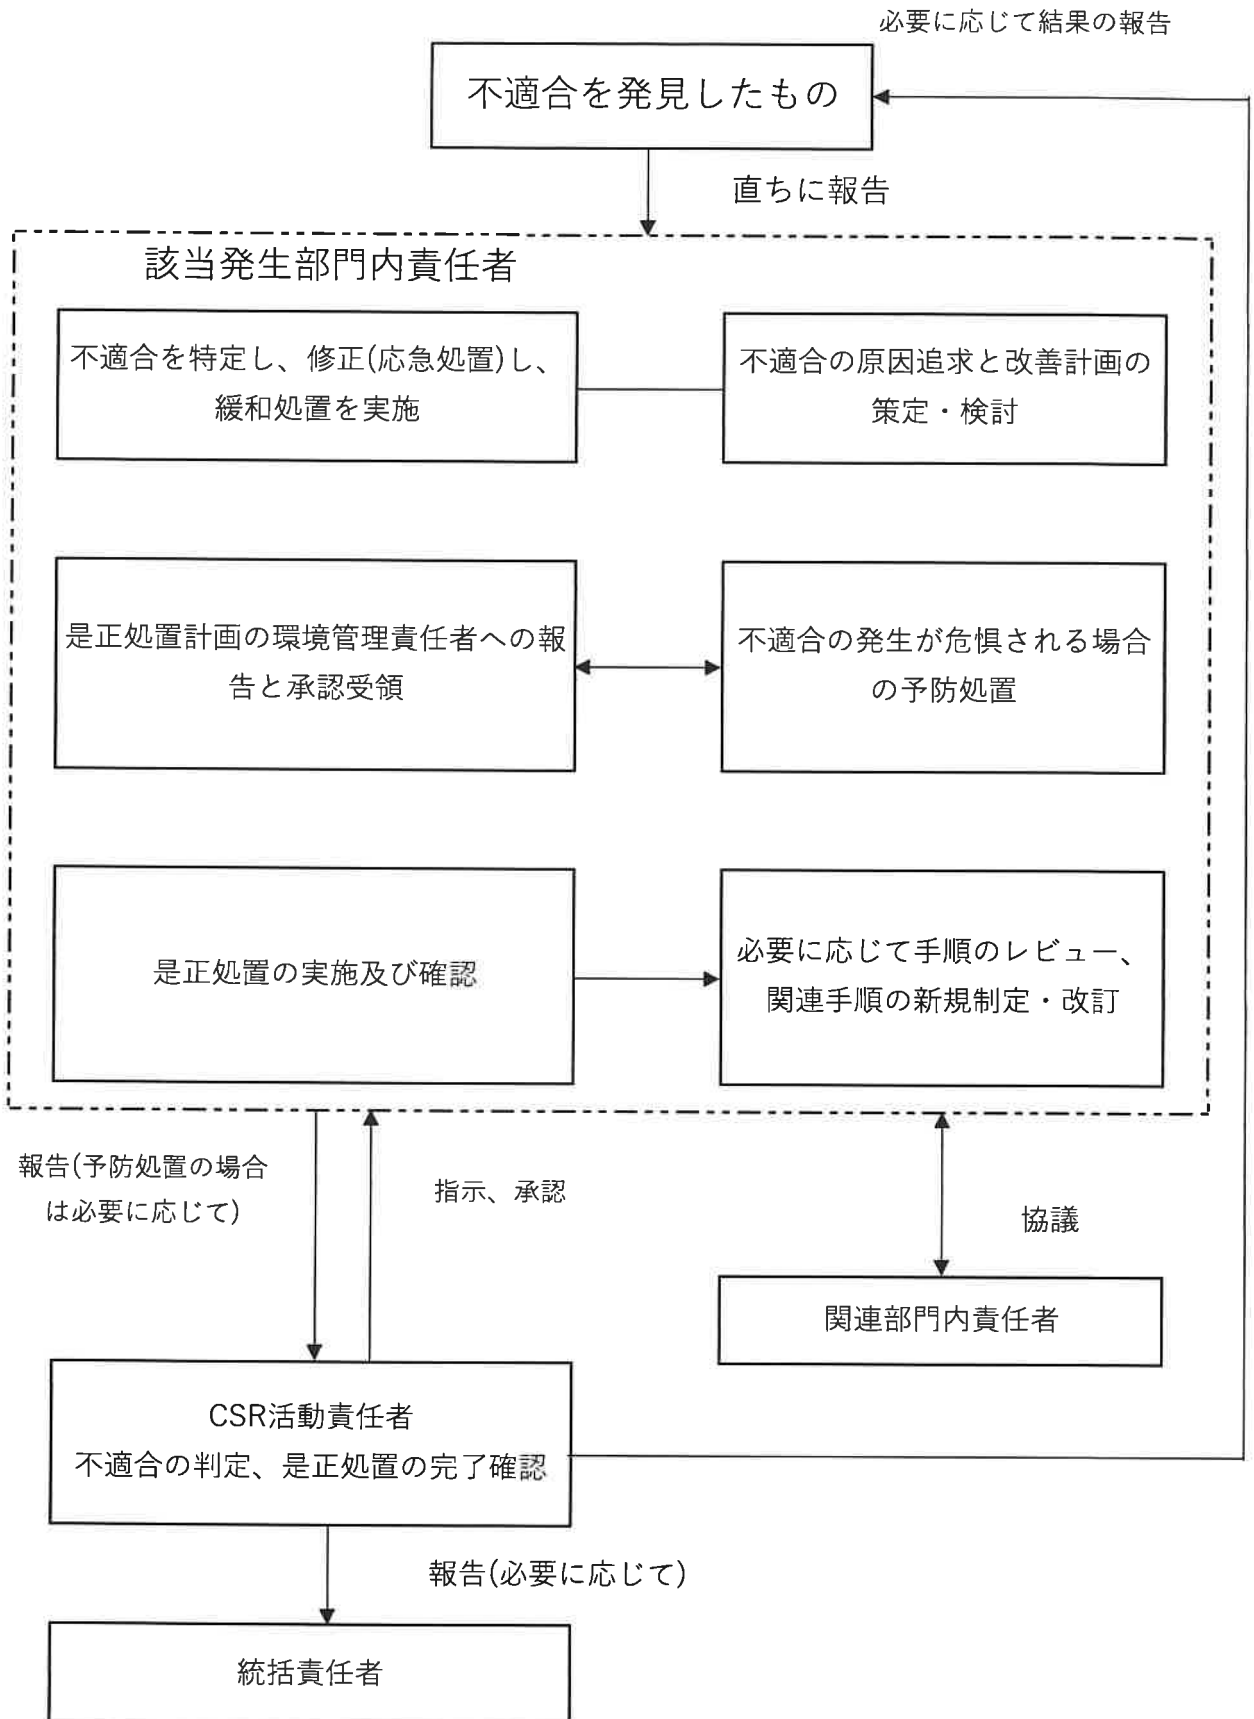 必要に応じて結果の報告
不適合を発見したもの
直ちに報告
該当発生部門内責任者
不適合を特定し、修正(応急処置)し、
緩和処置を実施
不適合の原因追求と改善計画の
策定・検討
是正処置計画の環境管理責任者への報
告と承認受領
不適合の発生が危惧される場合
の予防処置
是正処置の実施及び確認
必要に応じて手順のレビュー、
関連手順の新規制定・改訂
報告(予防処置の場合
は必要に応じて)
指示、承認
協議
関連部門内責任者
CSR活動責任者
不適合の判定、是正処置の完了確認
報告(必要に応じて)
統括責任者